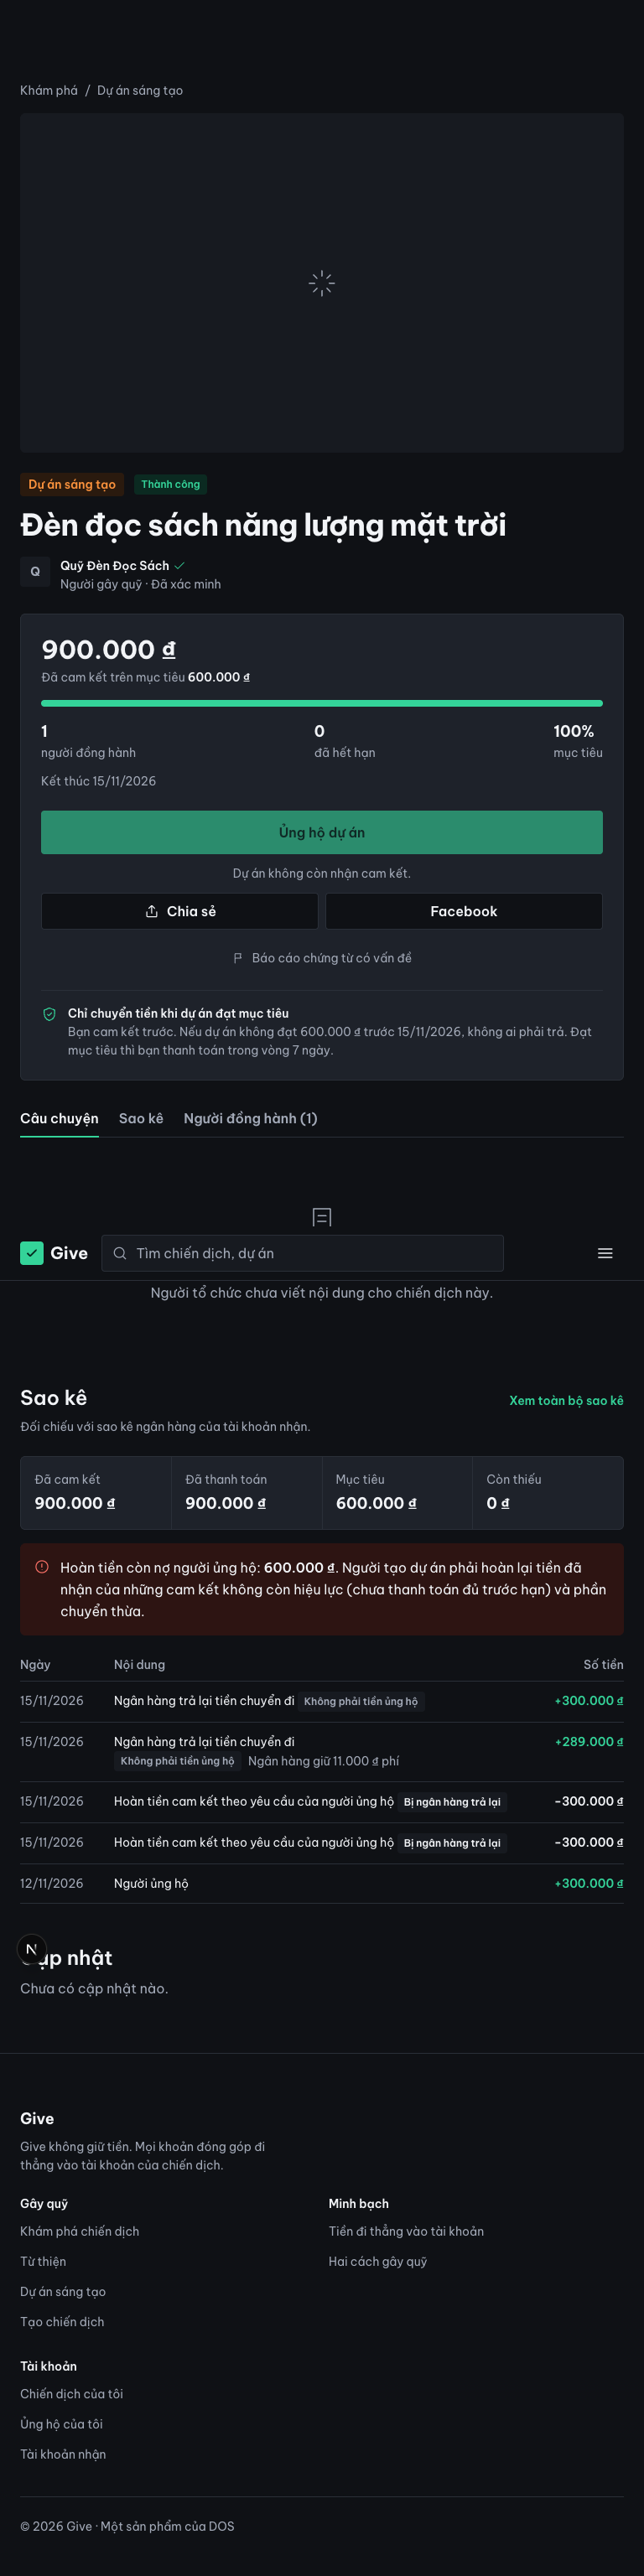 Khám phá / Dự án sáng tạo
Dự án sáng tạo Thành công
Đèn đọc sách năng lượng mặt trời
Q
Quỹ Đèn Đọc Sách
Người gây quỹ · Đã xác minh
900.000 ₫
Đã cam kết trên mục tiêu 600.000 ₫
1 0 100%
người đồng hành đã hết hạn mục tiêu
Kết thúc 15/11/2026
Ủng hộ dự án
Dự án không còn nhận cam kết.
Chia sẻ Facebook
Báo cáo chứng từ có vấn đề
Chỉ chuyển tiền khi dự án đạt mục tiêu
Bạn cam kết trước. Nếu dự án không đạt 600.000 ₫ trước 15/11/2026, không ai phải trả. Đạt
mục tiêu thì bạn thanh toán trong vòng 7 ngày.
Câu chuyện Sao kê Người đồng hành (1)
Give Tìm chiến dịch, dự án
Người tổ chức chưa viết nội dung cho chiến dịch này.
Sao kê Xem toàn bộ sao kê
Đối chiếu với sao kê ngân hàng của tài khoản nhận.
Đã cam kết Đã thanh toán Mục tiêu Còn thiếu
900.000 ₫ 900.000 ₫ 600.000 ₫ 0 ₫
Hoàn tiền còn nợ người ủng hộ: 600.000 ₫. Người tạo dự án phải hoàn lại tiền đã
nhận của những cam kết không còn hiệu lực (chưa thanh toán đủ trước hạn) và phần
chuyển thừa.
Ngày Nội dung Số tiền
15/11/2026 Ngân hàng trả lại tiền chuyển đi Không phải tiền ủng hộ +300.000 ₫
15/11/2026 Ngân hàng trả lại tiền chuyển đi +289.000 ₫
Không phải tiền ủng hộ Ngân hàng giữ 11.000 ₫ phí
15/11/2026 Hoàn tiền cam kết theo yêu cầu của người ủng hộ Bị ngân hàng trả lại -300.000 ₫
15/11/2026 Hoàn tiền cam kết theo yêu cầu của người ủng hộ Bị ngân hàng trả lại -300.000 ₫
12/11/2026 Người ủng hộ +300.000 ₫
nhật
Chưa có cập nhật nào.
Give
Give không giữ tiền. Mọi khoản đóng góp đi
thẳng vào tài khoản của chiến dịch.
Gây quỹ Minh bạch
Khám phá chiến dịch Tiền đi thẳng vào tài khoản
Từ thiện Hai cách gây quỹ
Dự án sáng tạo
Tạo chiến dịch
Tài khoản
Chiến dịch của tôi
Ủng hộ của tôi
Tài khoản nhận
© 2026 Give · Một sản phẩm của DOS